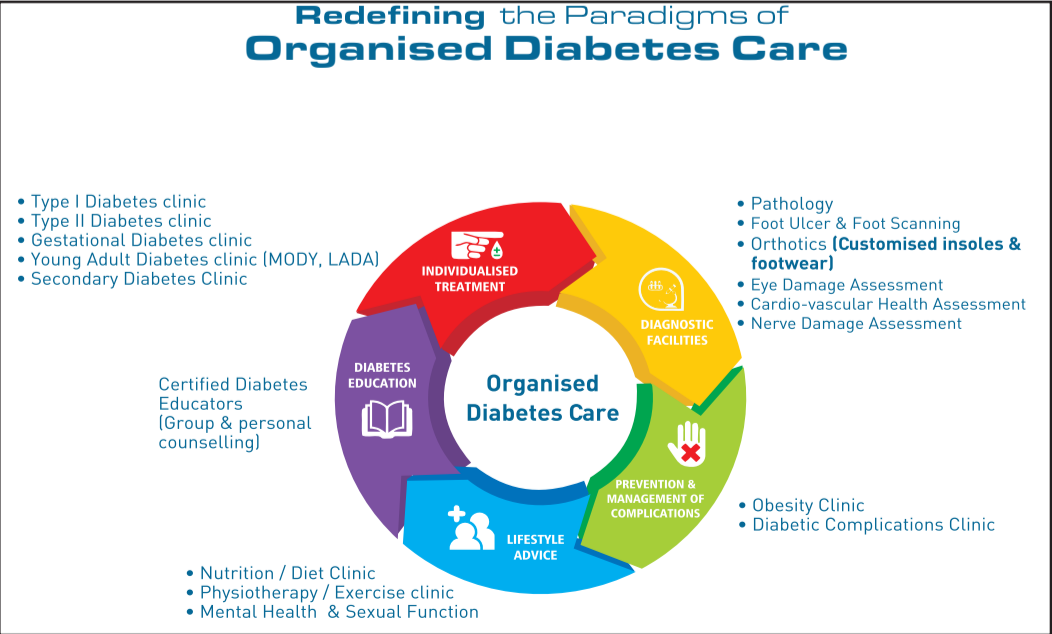 Redefining the Paradigms of
Organised Diabetes Care
• Type I Diabetes clinic
• Type II Diabetes clinic
• Gestational Diabetes clinic
• Young Adult Diabetes clinic (MODY, LADA)
• Secondary Diabetes Clinic
INDIVIDUALISED
TREATMENT
• Pathology
• Foot Ulcer & Foot Scanning
• Orthotics (Customised insoles &
footwear)
• Eye Damage Assessment
• Cardio-vascular Health Assessment
• Nerve Damage Assessment
DIAGNOSTIC
FACILITIES
DIABETES
EDUCATION
Certified Diabetes
Educators
(Group & personal
counselling)
Organised
Diabetes Care
PREVENTION &
MANAGEMENT OF
COMPLICATIONS
• Obesity Clinic
• Diabetic Complications Clinic
LIFESTYLE
ADVICE
• Nutrition / Diet Clinic
• Physiotherapy / Exercise clinic
• Mental Health & Sexual Function